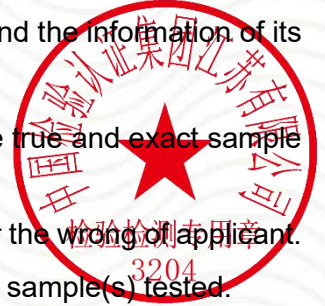 nd the information of its
e true and exact sample
r the wrong of applicant.
sample(s) tested.
中国检验认证集团江苏有限公司
检验检测专用章
3204